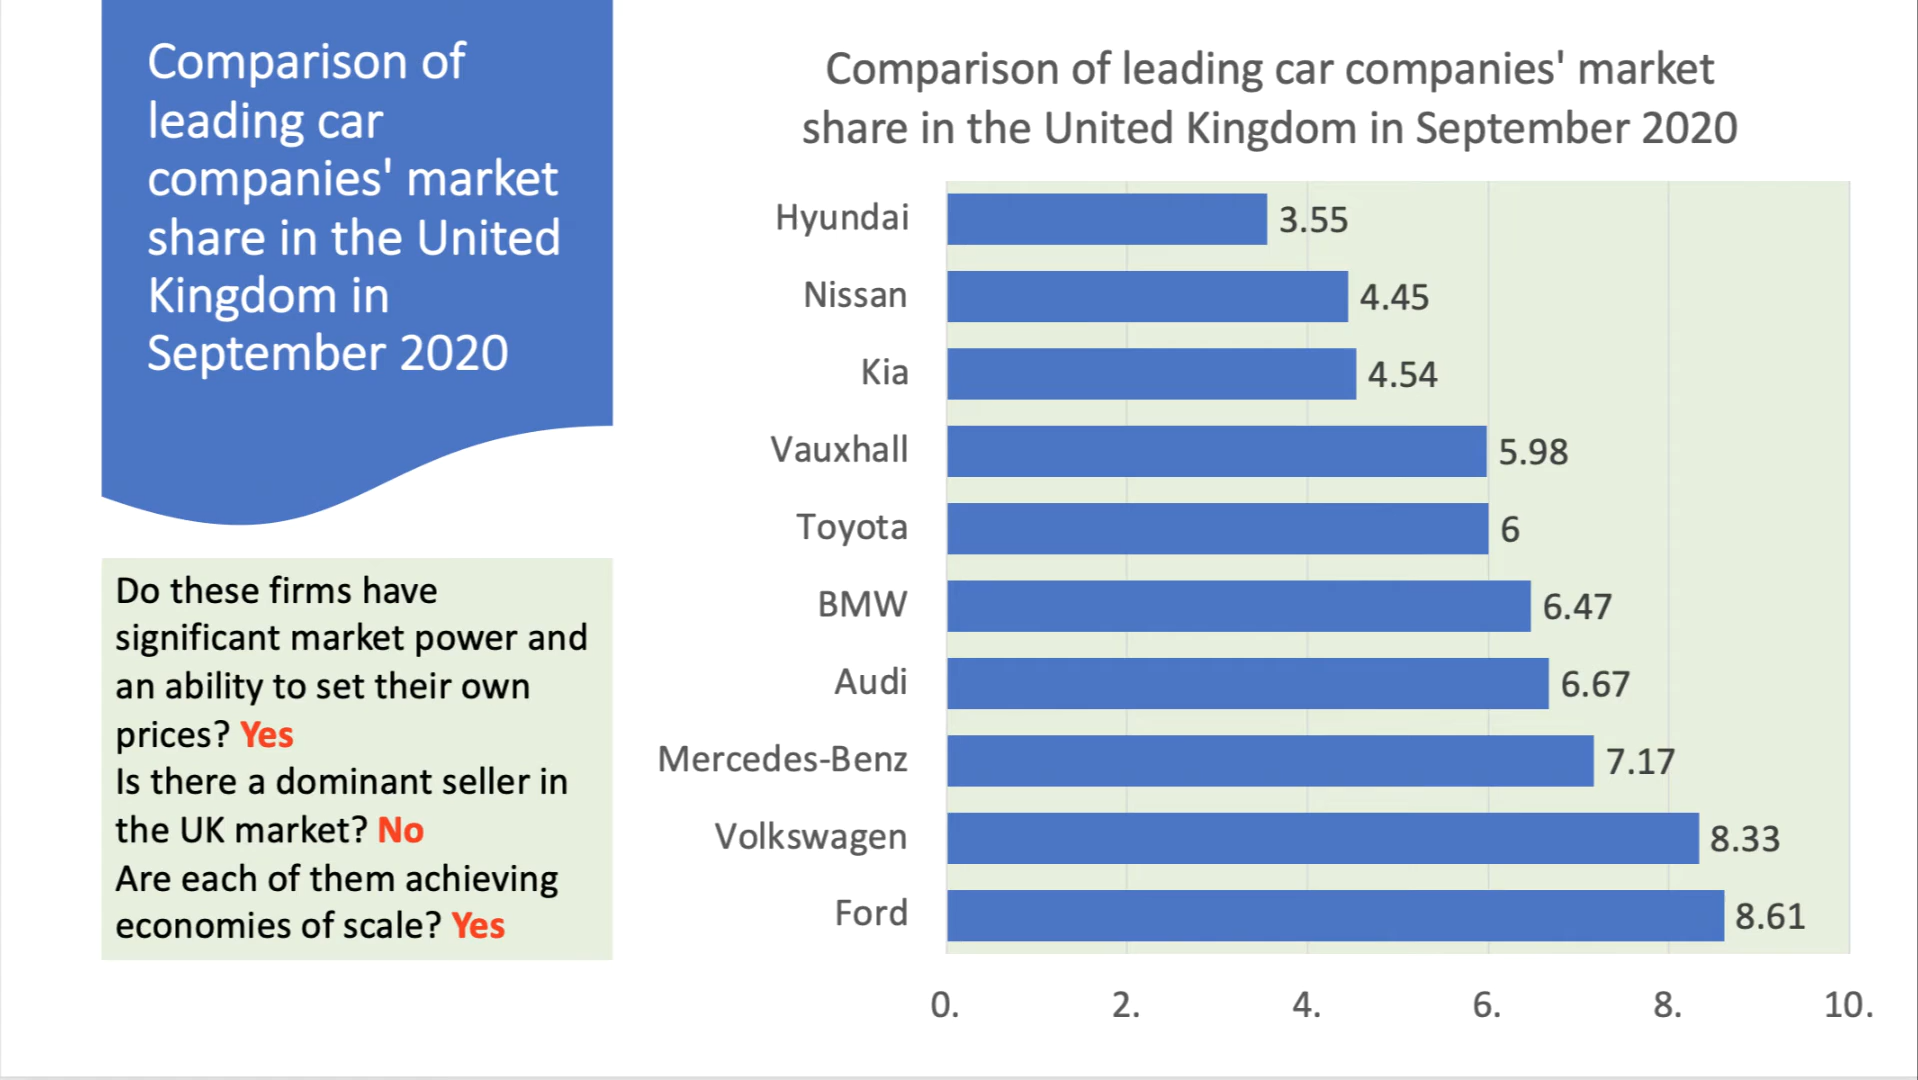 Comparison of
leading car
companies' market
share in the United
Kingdom in
September 2020
Do these firms have
significant market power and
an ability to set their own
prices? Yes
Is there a dominant seller in
the UK market? No
Are each of them achieving
economies of scale? Yes
Comparison of leading car companies' market
share in the United Kingdom in September 2020
Hyundai 3.55
Nissan 4.45
Kia 4.54
Vauxhall 5.98
Toyota 6
BMW 6.47
Audi 6.67
Mercedes-Benz 7.17
Volkswagen 8.33
Ford 8.61
0. 2. 4. 6. 8. 10.